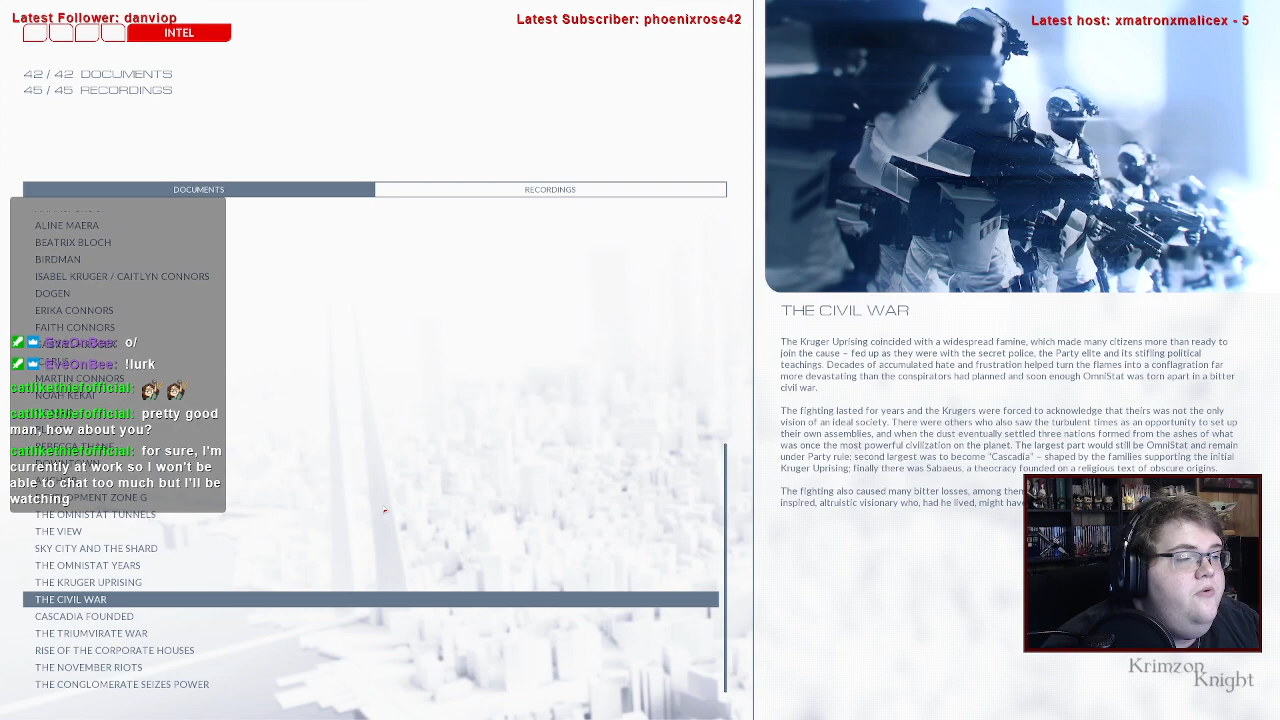 Latest Follower: danviop
Latest Subscriber: phoenixrose42
Latest host: xmatronxmalicex - 5
INTEL
42 / 42 DOCUMENTS
45 / 45 RECORDINGS
DOCUMENTS
RECORDINGS
ALINE MAERA
BEATRIX BLOCH
BIRDMAN
ISABEL KRUGER / CAITLYN CONNORS
DOGEN
ERIKA CONNORS
FAITH CONNORS
EveOnBee: o/
EveOnBee: !lurk
MARTIN CONNORS
catlikethiefofficial:
NOAH KEKAI
catlikethiefofficial: pretty good
man, how about you?
REBECCA THANE
catlikethiefofficial: for sure, I'm
currently at work so I won't be
able to chat too much but I'll be
watching
DOWNTOWN
DEVELOPMENT ZONE G
THE OMNISTAT TUNNELS
THE VIEW
SKY CITY AND THE SHARD
THE OMNISTAT YEARS
THE KRUGER UPRISING
THE CIVIL WAR
CASCADIA FOUNDED
THE TRIUMVIRATE WAR
RISE OF THE CORPORATE HOUSES
THE NOVEMBER RIOTS
THE CONGLOMERATE SEIZES POWER
THE CIVIL WAR
The Kruger Uprising coincided with a widespread famine, which made many citizens more than ready to
join the cause – fed up as they were with the secret police, the Party elite and its stifling political
teachings. Decades of accumulated hate and frustration helped turn the flames into a conflagration far
more devastating than the conspirators had planned and soon enough OmniStat was torn apart in a bitter
civil war.
The fighting lasted for years and the Krugers were forced to acknowledge that theirs was not the only
vision of an ideal society. There were others who also saw the turbulent times as an opportunity to set up
their own assemblies, and when the dust eventually settled three nations formed from the ashes of what
was once the most powerful civilization on the planet. The largest part would still be OmniStat and remain
under Party rule; second largest was to become "Cascadia" – shaped by the families supporting the initial
Kruger Uprising; finally there was Sabaeus, a theocracy founded on a religious text of obscure origins.
The fighting also caused many bitter losses, among them
inspired, altruistic visionary who, had he lived, might have
Krimzon
Knight